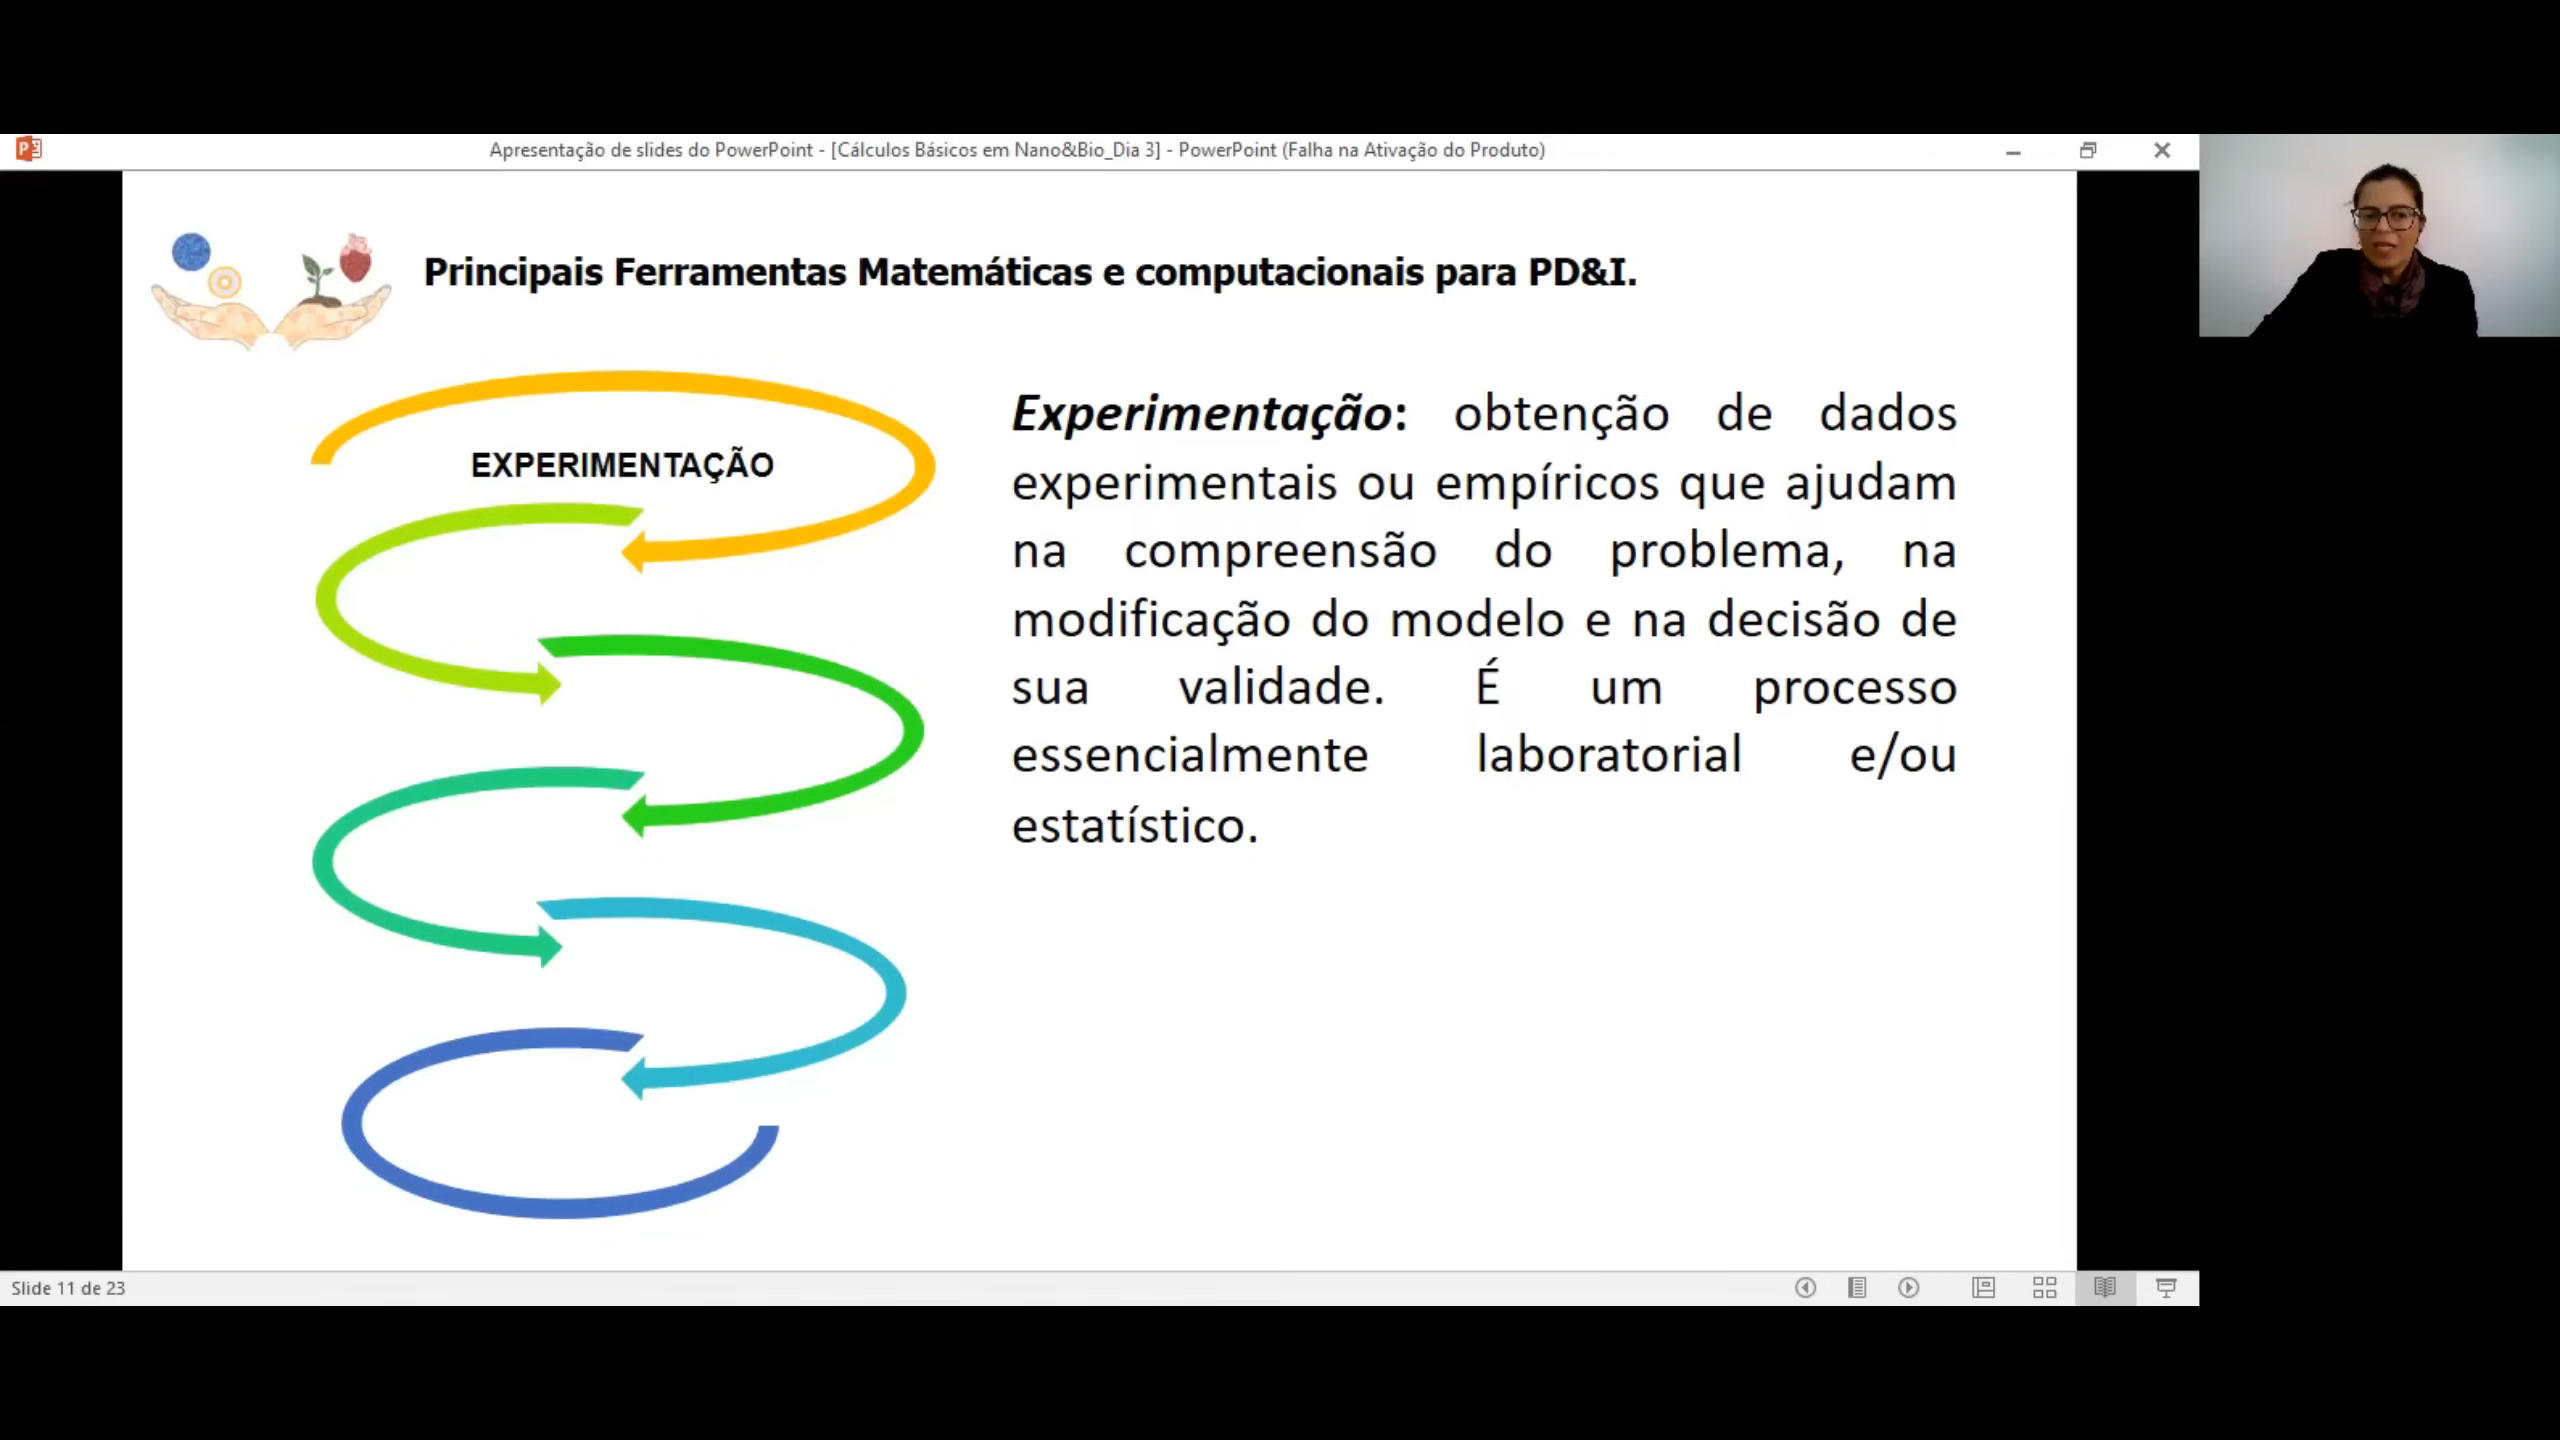 Apresentação de slides do PowerPoint - [Cálculos Básicos em Nano&Bio_Dia 3] - PowerPoint (Falha na Ativação do Produto)
Principais Ferramentas Matemáticas e computacionais para PD&I.
EXPERIMENTAÇÃO
Experimentação: obtenção de dados
experimentais ou empíricos que ajudam
na compreensão do problema, na
modificação do modelo e na decisão de
sua validade. É um processo
essencialmente laboratorial e/ou
estatístico.
Slide 11 de 23